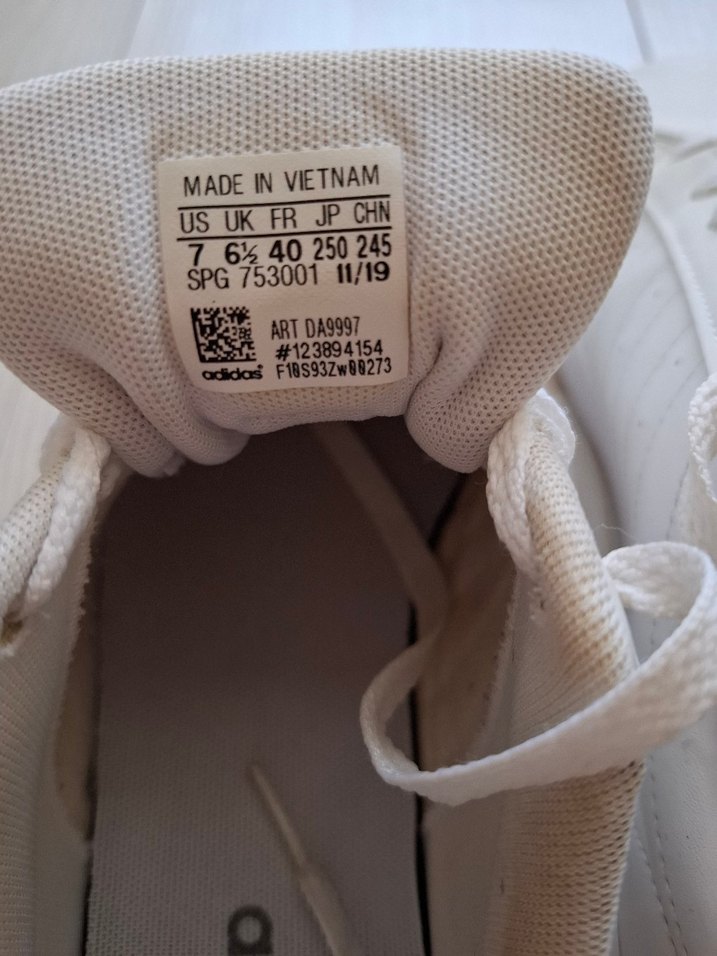 MADE IN VIETNAM
US UK FR JP CHN
7 6½ 40 250 245
SPG 753001 11/19
ART DA9997
#123894154
adidas F10S93Zw00273
ad